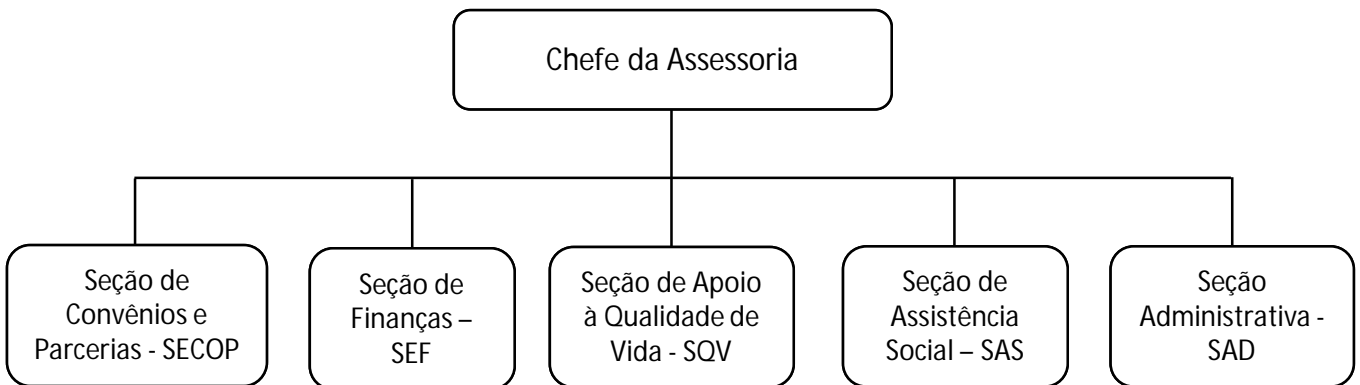 Chefe da Assessoria
Seção de
Convênios e
Parcerias - SECOP
Seção de
Finanças –
SEF
Seção de Apoio
à Qualidade de
Vida - SQV
Seção de
Assistência
Social – SAS
Seção
Administrativa -
SAD